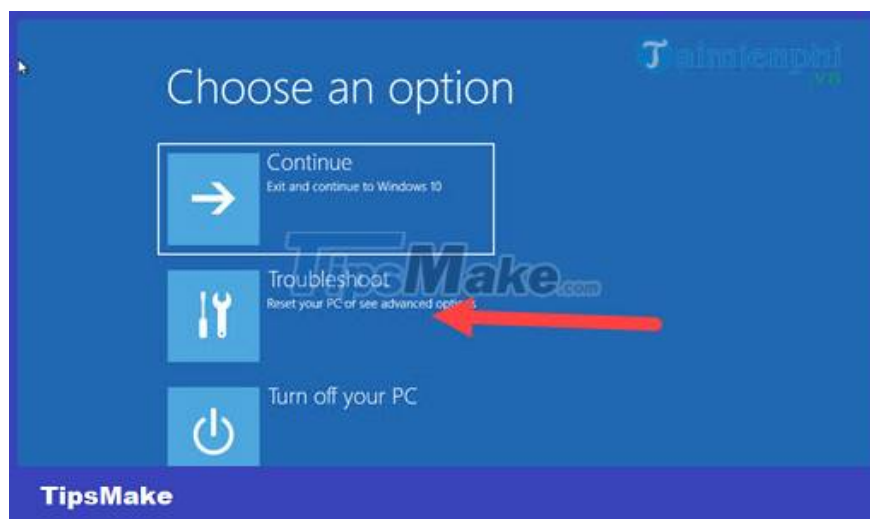 Taimienphi
.vn
Choose an option
Continue
Exit and continue to Windows 10
TipsMake.com
Troubleshoot
Reset your PC or see advanced options
Turn off your PC
TipsMake